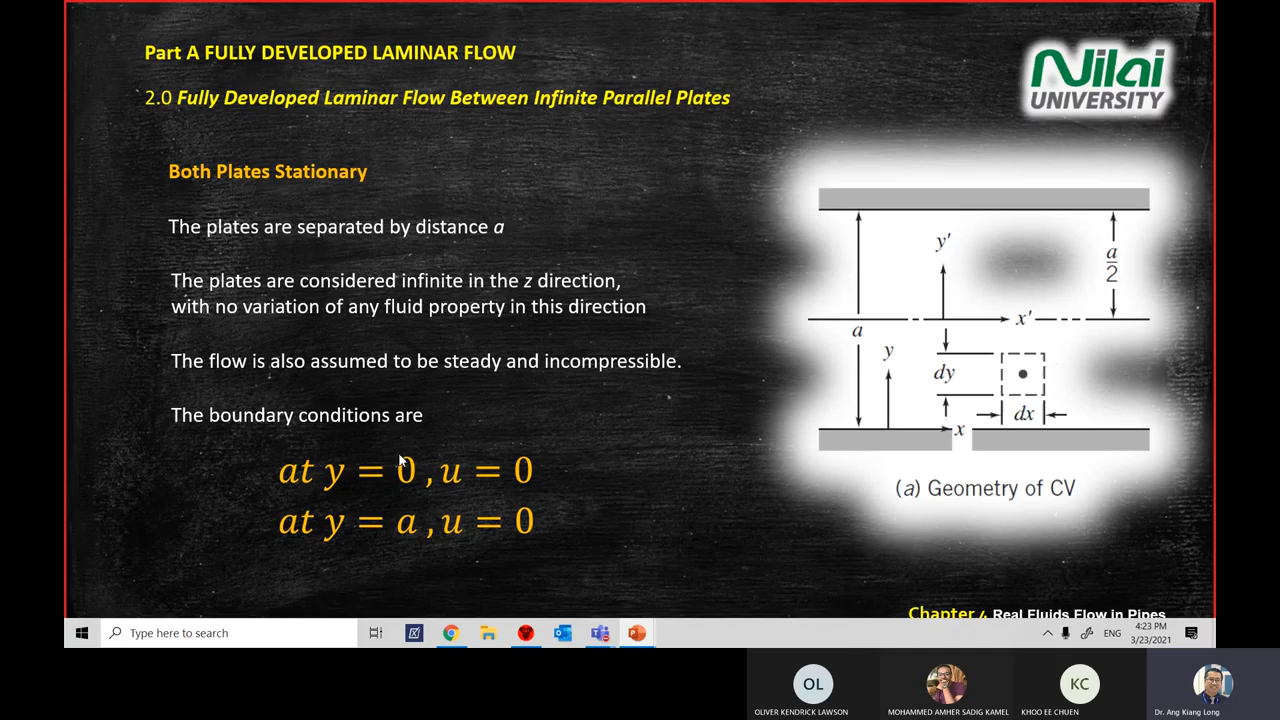 Part A FULLY DEVELOPED LAMINAR FLOW
2.0 Fully Developed Laminar Flow Between Infinite Parallel Plates
Nilai
UNIVERSITY
Both Plates Stationary
The plates are separated by distance a
The plates are considered infinite in the z direction,
with no variation of any fluid property in this direction
The flow is also assumed to be steady and incompressible.
The boundary conditions are
at y = 0 , u = 0
at y = a , u = 0
y'
a
2
x'
a
y
dy
dx
x
(a) Geometry of CV
Chapter 4 Real Fluids Flow in Pipes
Type here to search
ENG
4:23 PM
3/23/2021
OL
KC
OLIVER KENDRICK LAWSON
MOHAMMED AMHER SADIG KAMEL
KHOO EE CHUEN
Dr. Ang Kiang Long